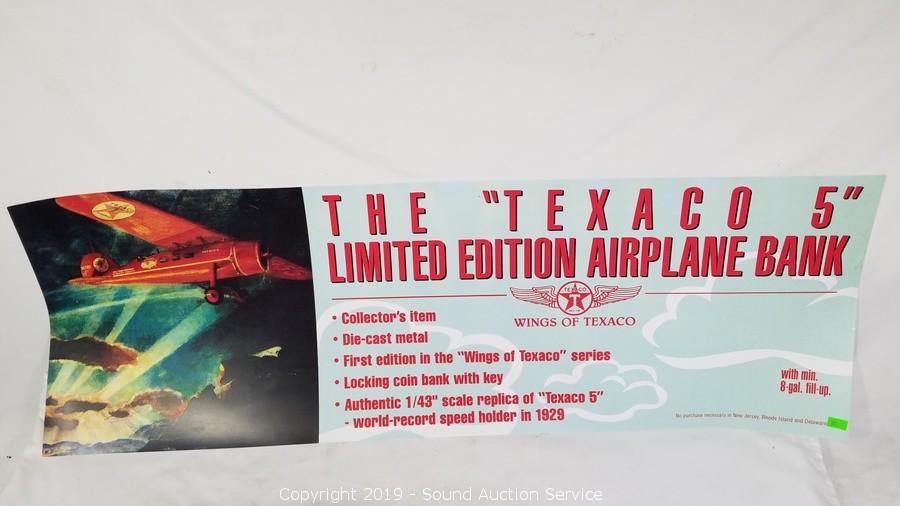 THE "TEXACO 5"
LIMITED EDITION AIRPLANE BANK
TEXACO
T
WINGS OF TEXACO
• Collector's item
• Die-cast metal
• First edition in the "Wings of Texaco" series
• Locking coin bank with key
• Authentic 1/43" scale replica of "Texaco 5"
- world-record speed holder in 1929
with min.
8-gal. fill-up.
No purchase necessary in New Jersey, Rhode Island and Delaware
Copyright 2019 - Sound Auction Service